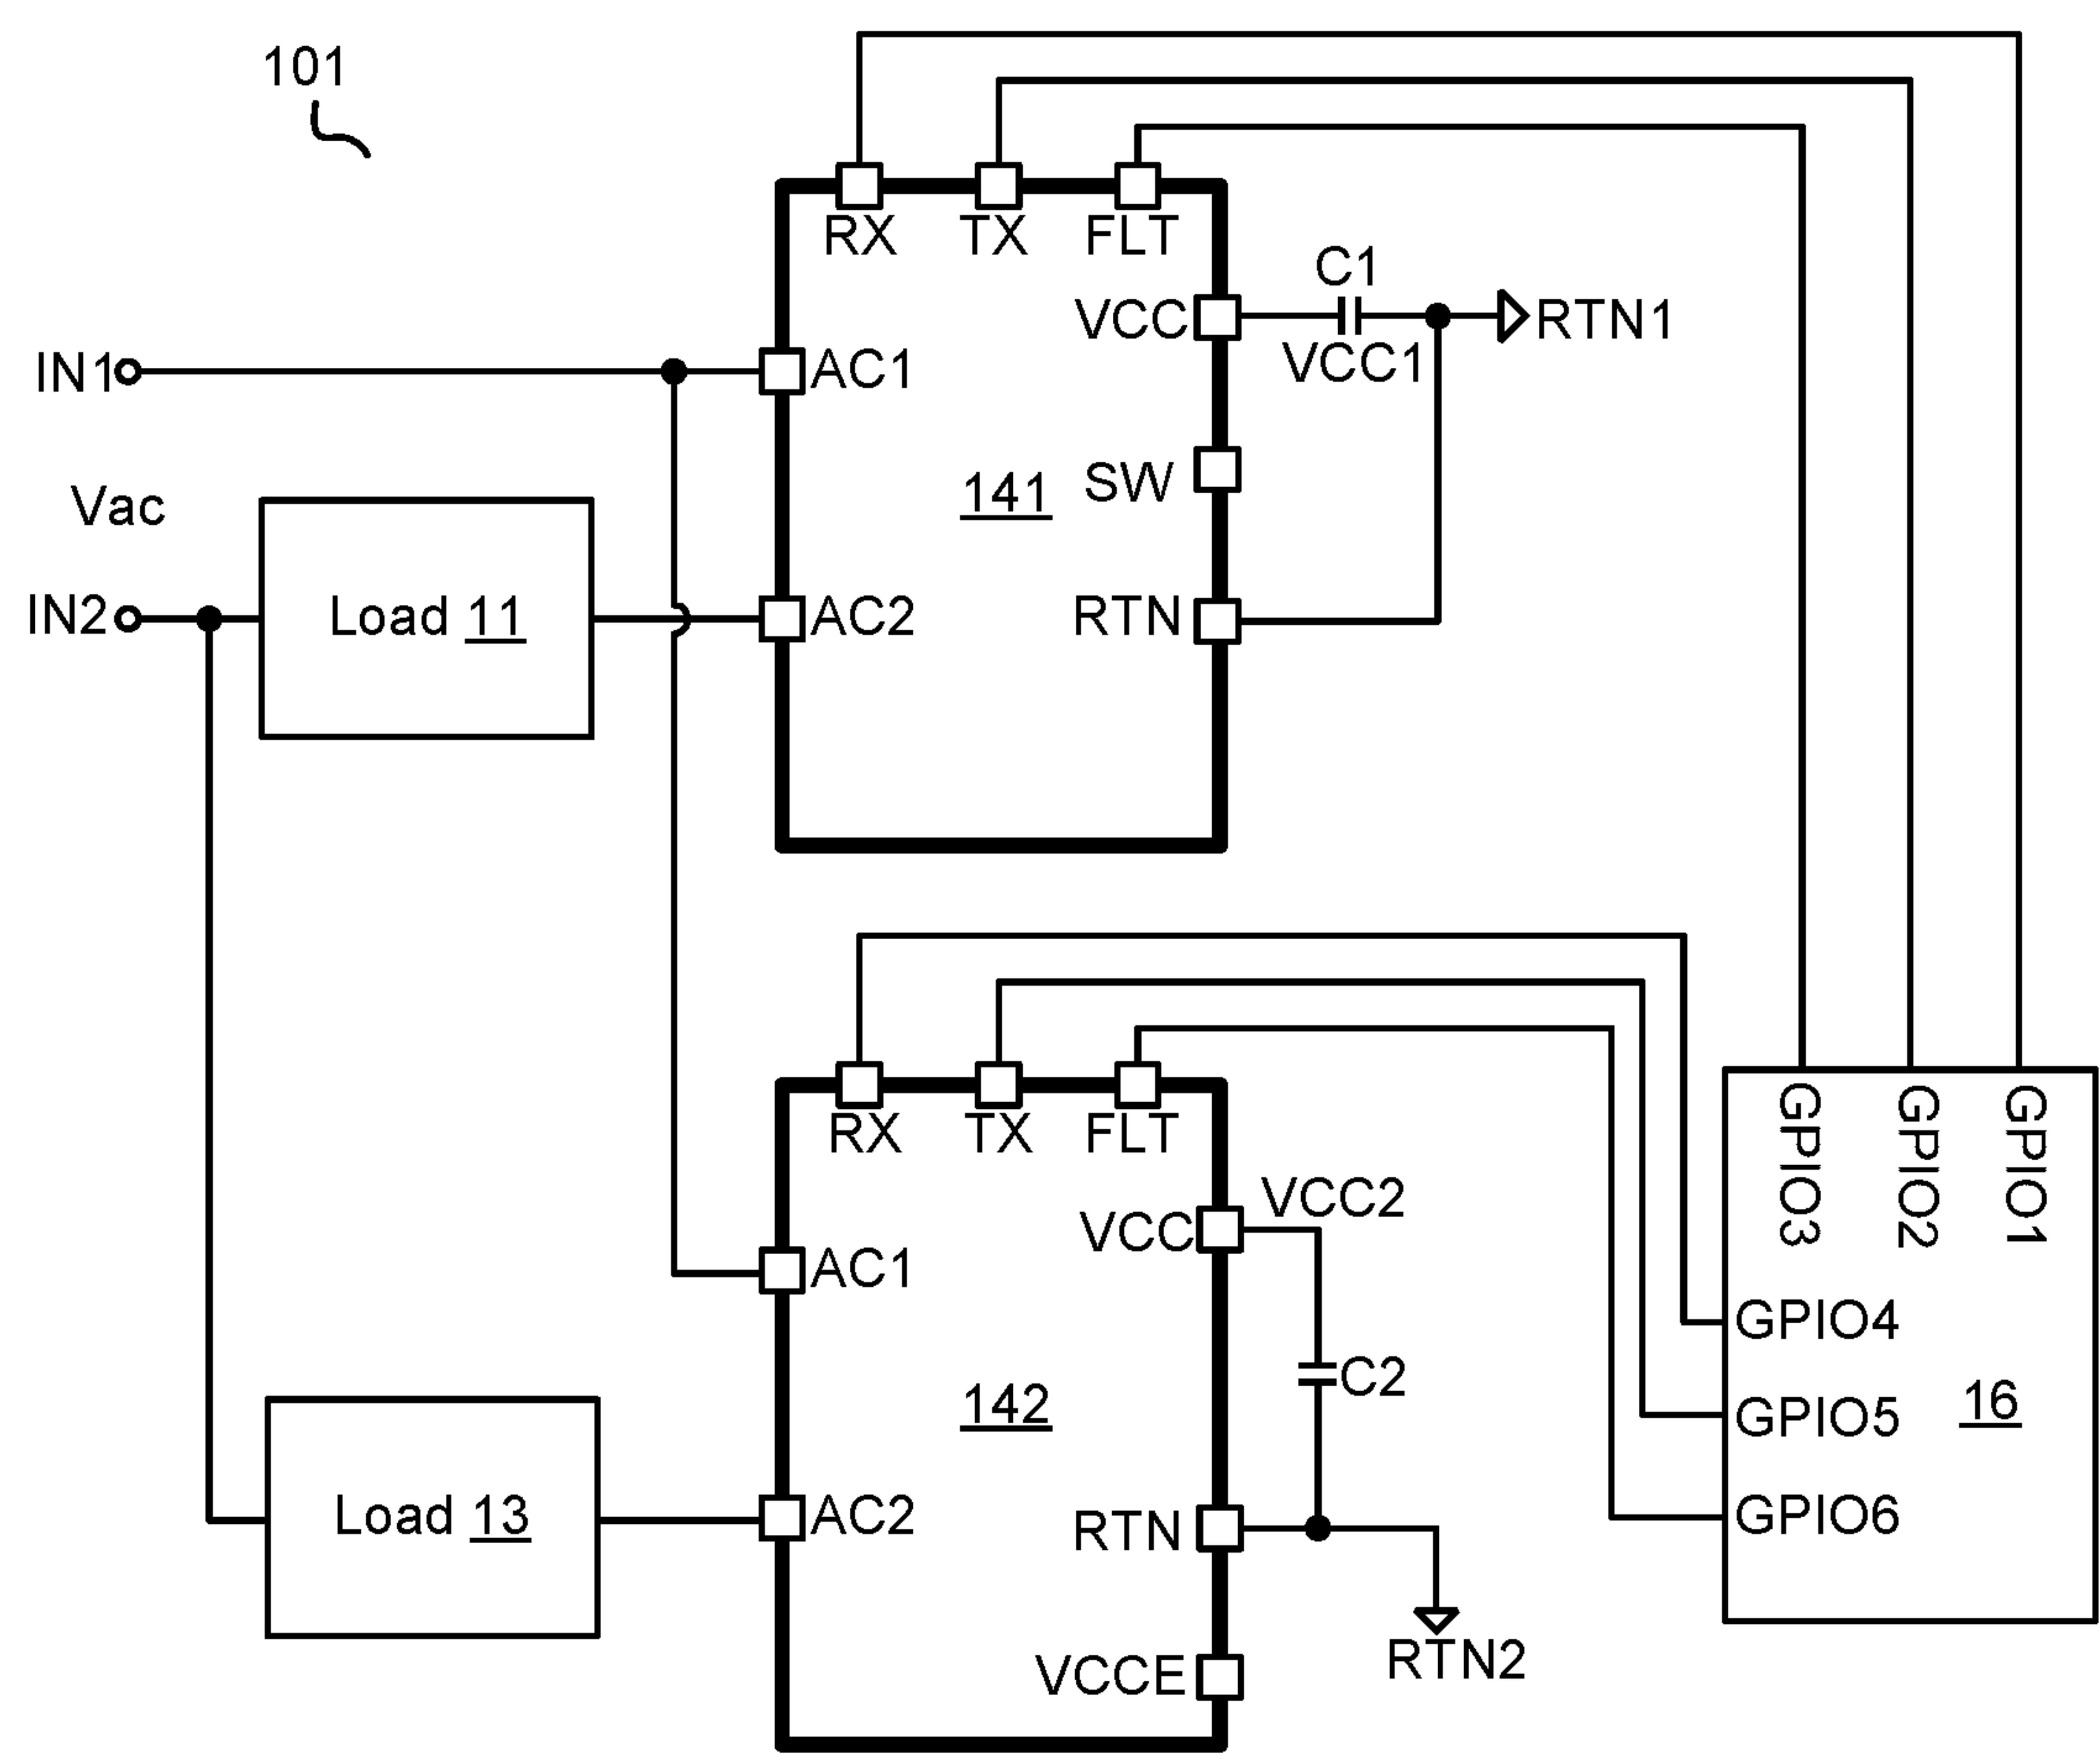 101
RX TX FLT
C1
VCC
RTN1
VCC1
IN1
AC1
Vac
141
SW
IN2
Load 11
AC2
RTN
RX TX FLT
GPIO3
GPIO2
GPIO1
VCC2
VCC
AC1
GPIO4
C2
142
16
GPIO5
Load 13
AC2
RTN
GPIO6
RTN2
VCCE